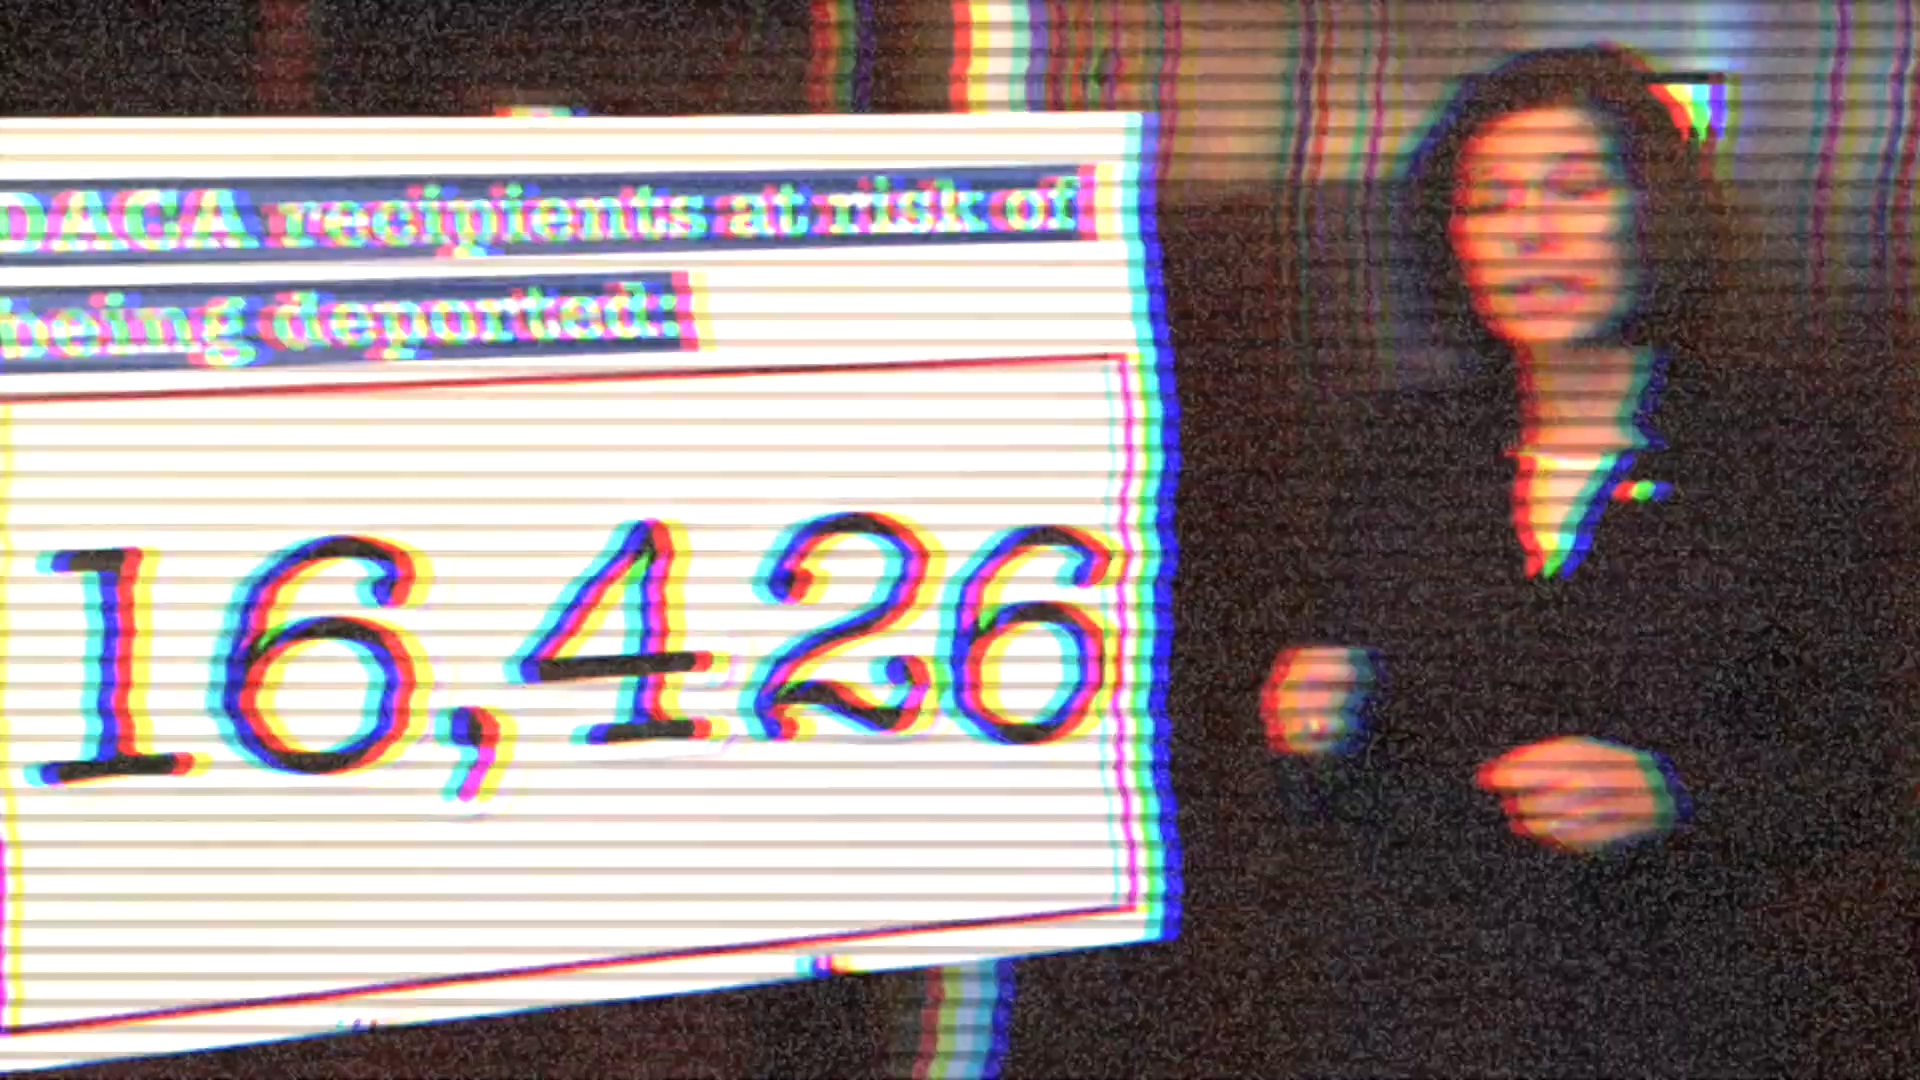 DACA recipients at risk of
being deported:
16,426